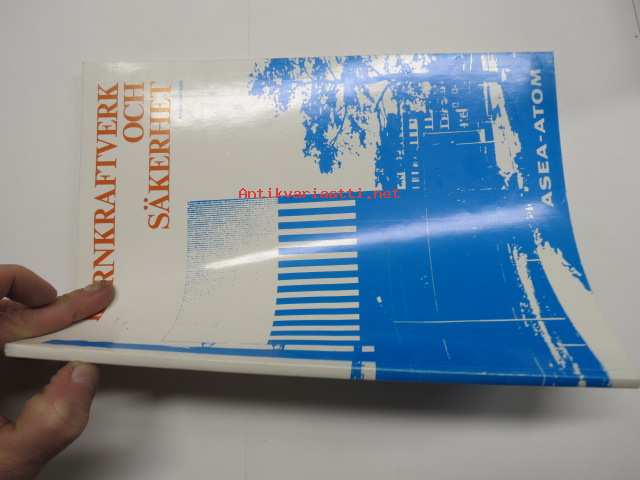 RNKRAFTVERK
OCH
SÄKERHET
ASEA-ATOM
Antikvariaatti.net